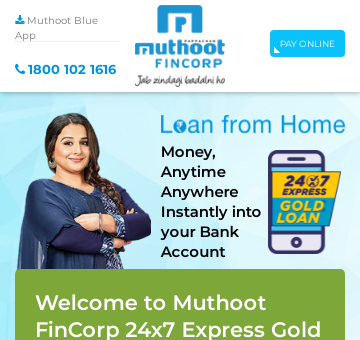 Muthoot Blue
App
1800 102 1616
muthoot
FINCORP
Jab zindagi badalni ho
PAY ONLINE
Loan from Home
Money,
Anytime
Anywhere
Instantly into
your Bank
Account
24x7
EXPRESS
GOLD
LOAN
Welcome to Muthoot
FinCorp 24x7 Express Gold